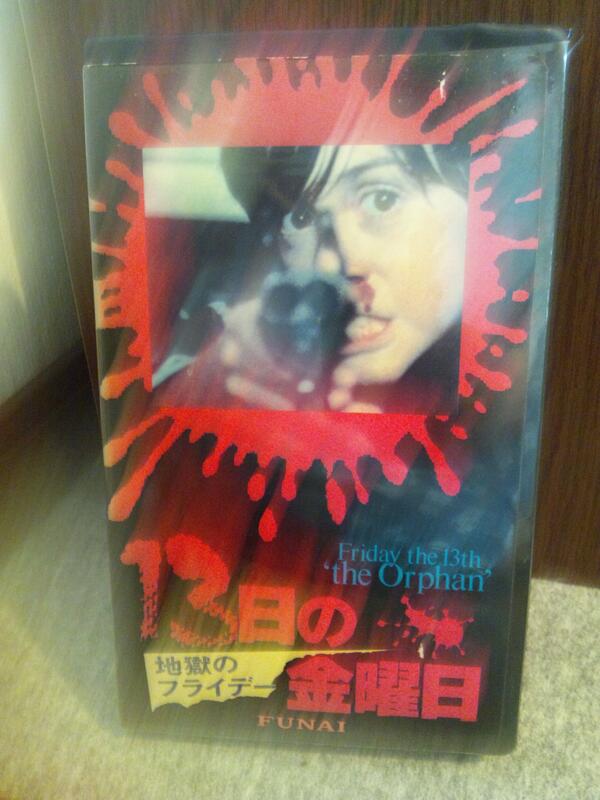 Friday the 13th
'the Orphan'
13日の
地獄の
フライデー
金曜日
FUNAI